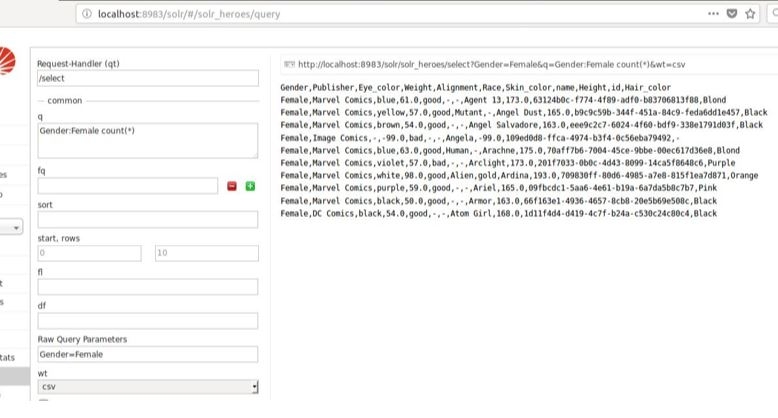 localhost:8983/solr/#/solr_heroes/query
Request-Handler (qt)
/select
common
q
Gender:Female count(*)
fq
sort
start, rows
0
10
fl
df
Raw Query Parameters
Gender=Female
wt
csv
tats
http://localhost:8983/solr/solr_heroes/select?Gender=Female&q=Gender:Female count(*)&wt=csv
Gender,Publisher,Eye_color,Weight,Alignment,Race,Skin_color,name,Height,id,Hair_color
Female,Marvel Comics,blue,61.0,good,-,-,Agent 13,173.0,63124b0c-f774-4f89-adf0-b83706813f88,Blond
Female,Marvel Comics,yellow,57.0,good,Mutant,-,Angel Dust,165.0,b9c9c59b-344f-451a-84c9-feda6dd1e457,Black
Female,Marvel Comics,brown,54.0,good,-,-,Angel Salvadore,163.0,eee9c2c7-6024-4f60-bdf9-338e1791d03f,Black
Female,Image Comics,-,-99.0,bad,-,-,Angela,-99.0,109ed0d8-ffca-4974-b3f4-0c56eba79492,-
Female,Marvel Comics,blue,63.0,good,Human,-,Arachne,175.0,70aff7b6-7004-45ce-9bbe-00ec617d36e8,Blond
Female,Marvel Comics,violet,57.0,bad,-,-,Arclight,173.0,201f7033-0b0c-4d43-8099-14ca5f8648c6,Purple
Female,Marvel Comics,white,98.0,good,Alien,gold,Ardina,193.0,709830ff-80d6-4985-a7e8-815f1ea7d871,Orange
Female,Marvel Comics,purple,59.0,good,-,-,Ariel,165.0,09fbcdc1-5aa6-4e61-b19a-6a7da5b8c7b7,Pink
Female,Marvel Comics,black,50.0,good,-,-,Armor,163.0,66f163e1-4936-4657-8cb8-20e5b69e508c,Black
Female,DC Comics,black,54.0,good,-,-,Atom Girl,168.0,1d11f4d4-d419-4c7f-b24a-c530c24c80c4,Black